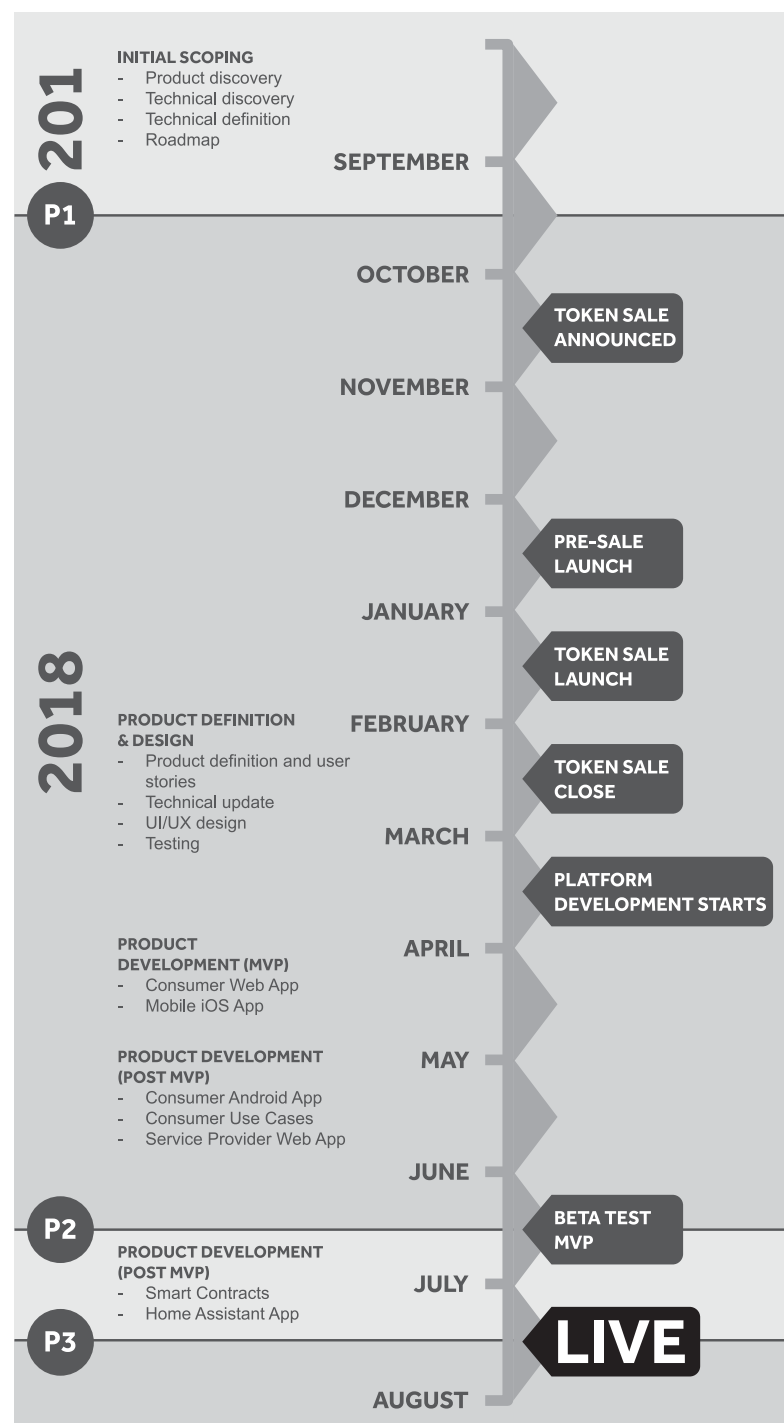 201
INITIAL SCOPING
- Product discovery
- Technical discovery
- Technical definition
- Roadmap
SEPTEMBER
P1
OCTOBER
TOKEN SALE
ANNOUNCED
NOVEMBER
DECEMBER
PRE-SALE
LAUNCH
JANUARY
2018
TOKEN SALE
LAUNCH
FEBRUARY
PRODUCT DEFINITION
& DESIGN
- Product definition and user
stories
- Technical update
- UI/UX design
- Testing
TOKEN SALE
CLOSE
MARCH
PLATFORM
DEVELOPMENT STARTS
APRIL
PRODUCT
DEVELOPMENT (MVP)
- Consumer Web App
- Mobile iOS App
MAY
PRODUCT DEVELOPMENT
(POST MVP)
- Consumer Android App
- Consumer Use Cases
- Service Provider Web App
JUNE
P2
BETA TEST
MVP
PRODUCT DEVELOPMENT
(POST MVP)
- Smart Contracts
- Home Assistant App
JULY
P3
LIVE
AUGUST